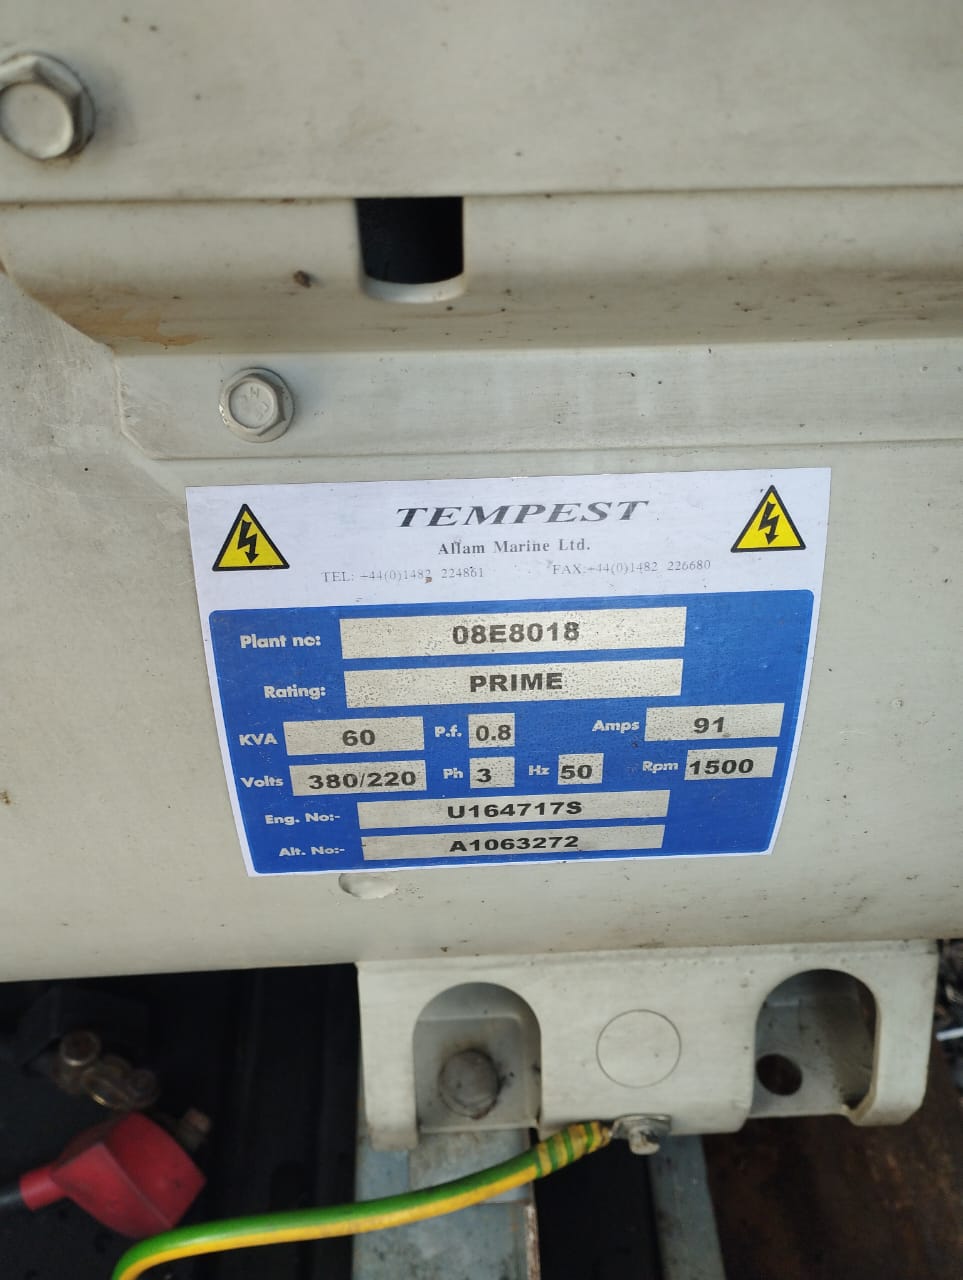 TEMPEST
Allam Marine Ltd.
TEL: +44(0)1482 224861 FAX:+44(0)1482 226680
Plant no: 08E8018
Rating: PRIME
KVA 60 P.f. 0.8 Amps 91
Volts 380/220 Ph 3 Hz 50 Rpm 1500
Eng. No:- U164717S
Alt. No:- A1063272